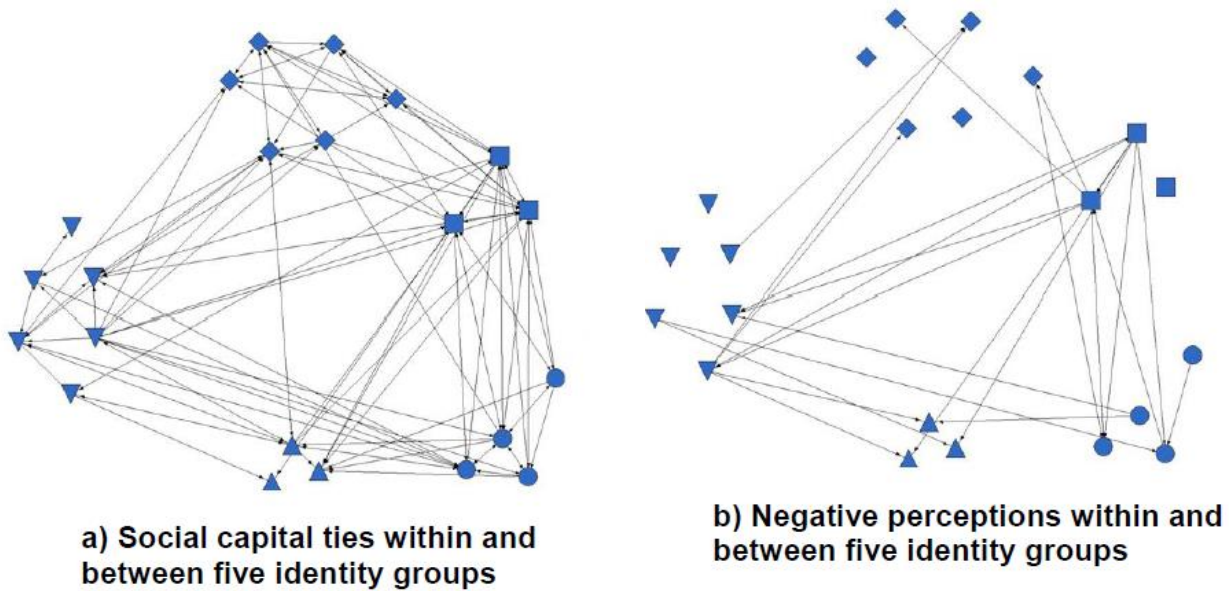 a) Social capital ties within and
between five identity groups
b) Negative perceptions within and
between five identity groups